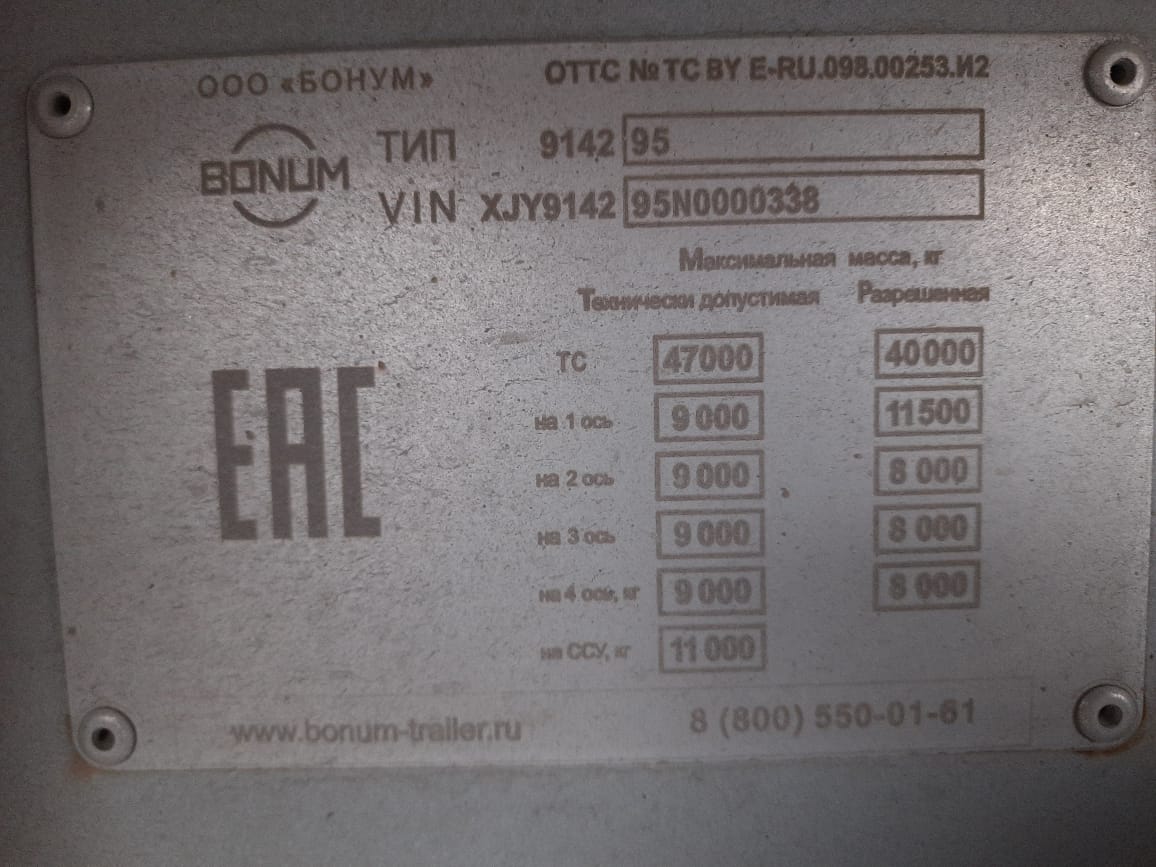 ООО «БОНУМ» ОТТС № ТС BY E-RU.098.00253.И2
BONUM
ТИП 9142 95
VIN XJY9142 95N0000338
Максимальная масса, кг
Технически допустимая Разрешенная
ТС 47000 40000
на 1 ось 9 000 11500
на 2 ось 9 000 8 000
на 3 ось 9 000 8 000
на 4 ось, кг 9 000 8 000
на ССУ, кг 11 000
EAC
www.bonum-trailer.ru 8 (800) 550-01-61